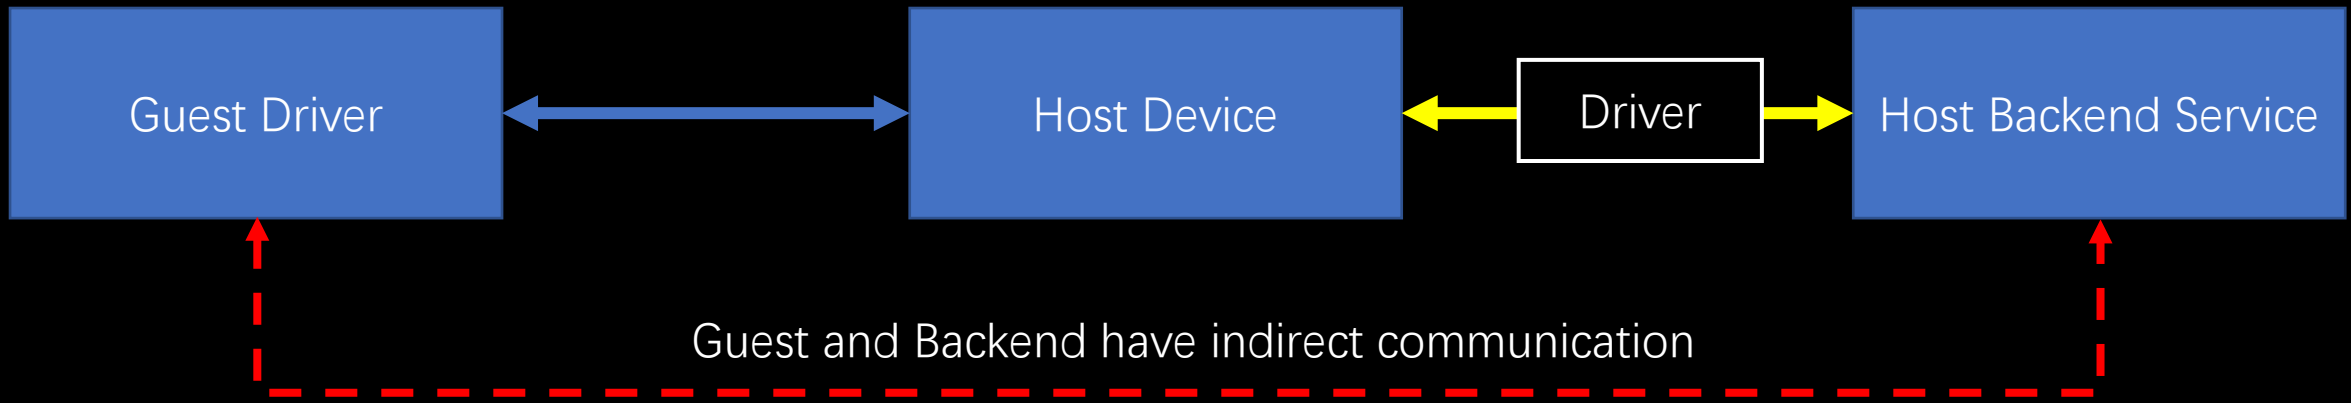 Guest Driver
Host Device
Driver
Host Backend Service
Guest and Backend have indirect communication